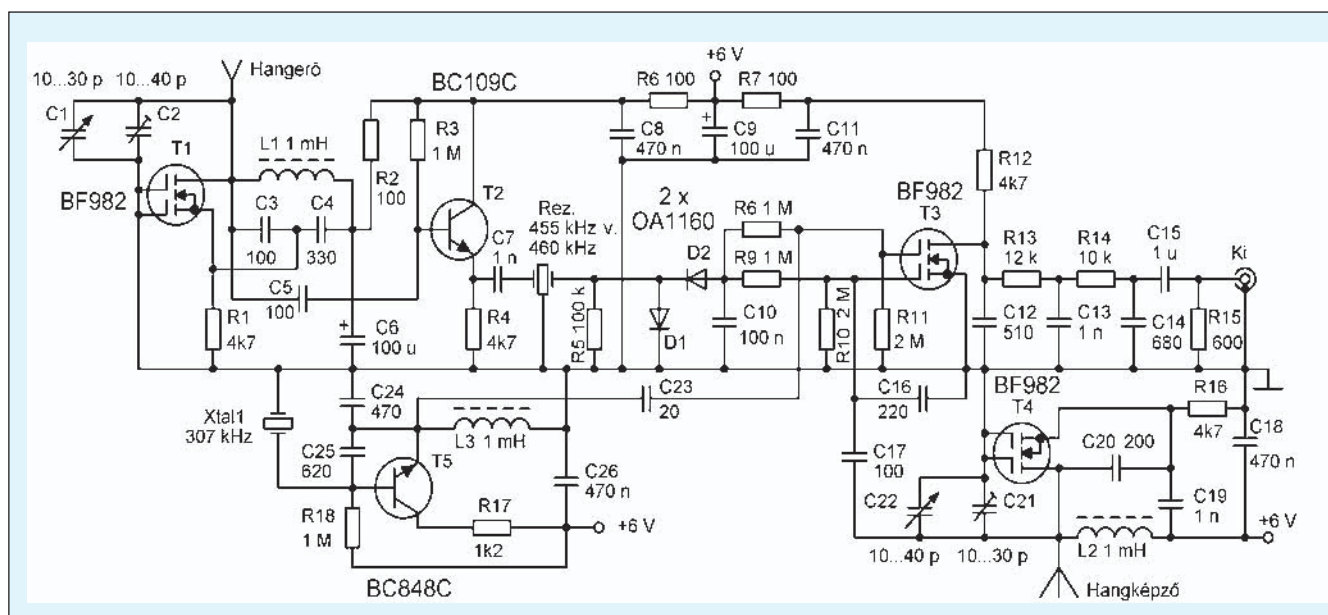 10...30 p
10...40 p
Hangerő
C1
C2
T1
BF982
L1 1 mH
C3
100
C4
330
C5
100
R1
4k7
R2
100
R3
1 M
BC109C
T2
C7
1 n
R4
4k7
C6
100 u
Rez.
455 kHz v.
460 kHz
+6 V
R6 100
R7 100
C8
470 n
C9
100 u
C11
470 n
2 x
OA1160
D2
D1
R5 100 k
R6 1 M
R9 1 M
C10
100 n
R10 2 M
R11
2 M
BF982
T3
R12
4k7
R13
12 k
R14
10 k
C15
1 u
Ki
C12
510
C13
1 n
C14
680
R15
600
C16
220
C17
100
Xtal1
307 kHz
C24
470
C25
620
L3 1 mH
C23
20
T5
R18
1 M
R17
1k2
C26
470 n
+6 V
BC848C
BF982
T4
R16
4k7
C18
470 n
C20 200
C19
1 n
C22
C21
10...40 p
10...30 p
L2 1 mH
+6 V
Hangképző